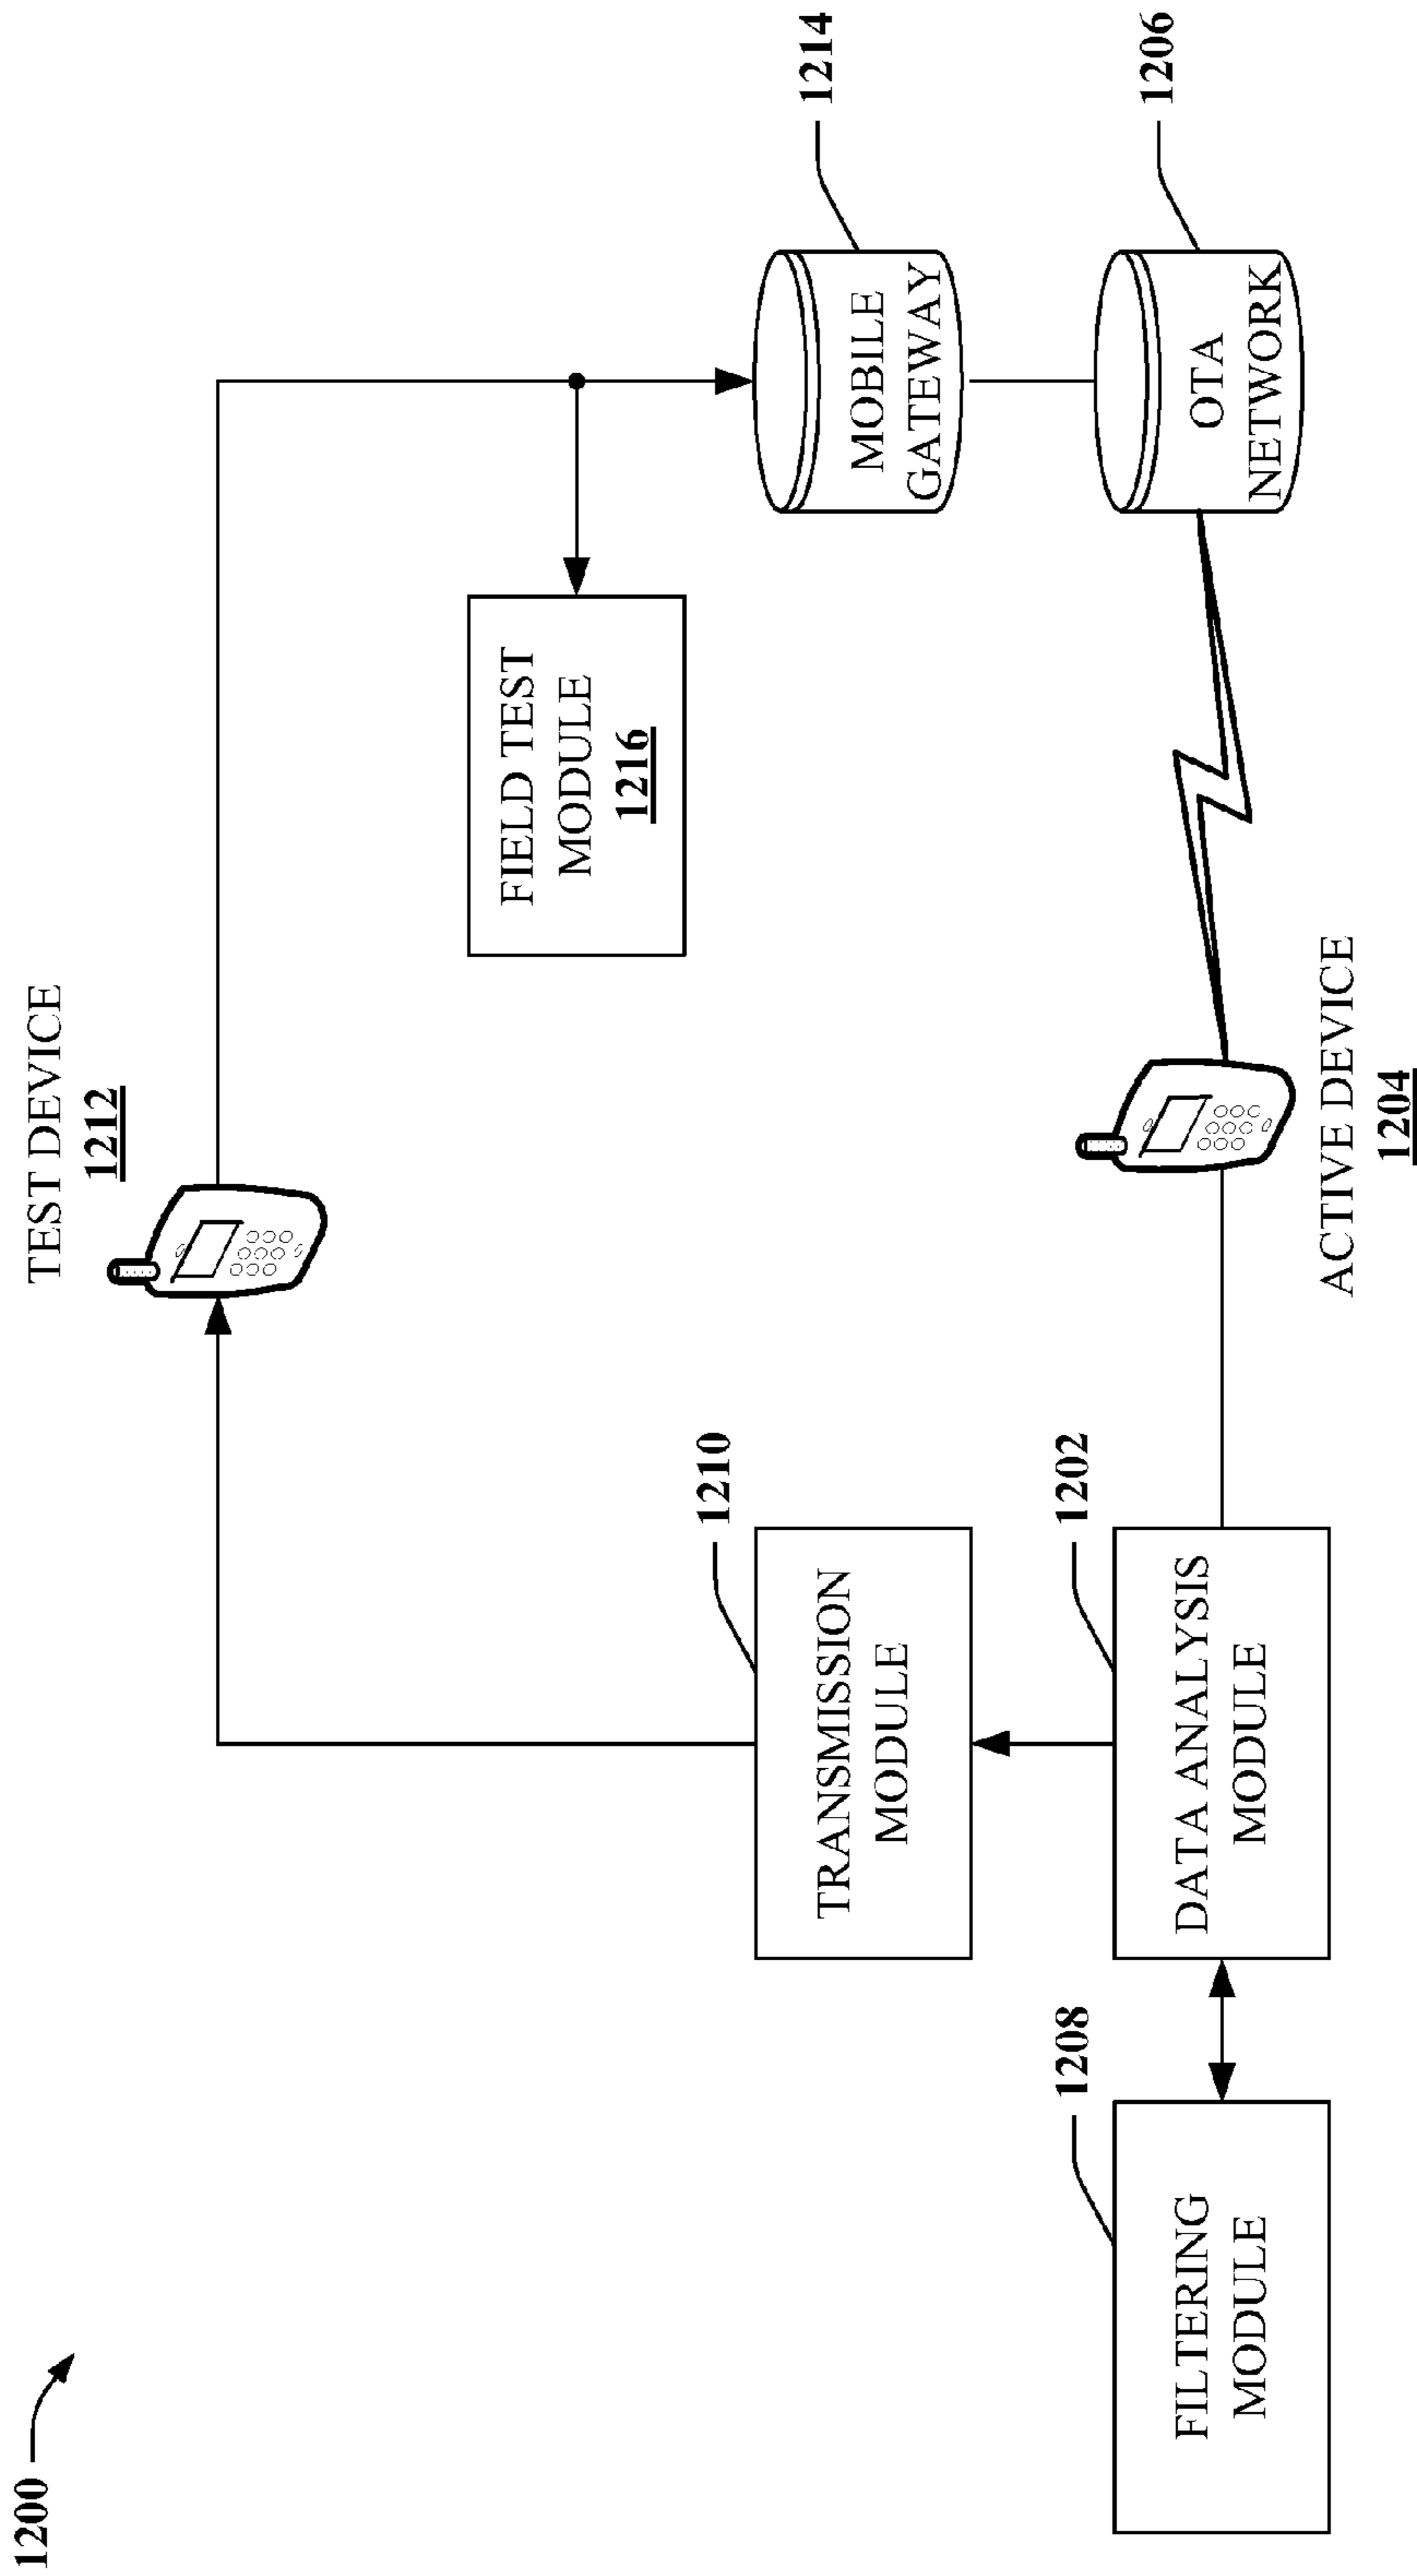 1200
TEST DEVICE
1212
FIELD TEST
MODULE
1216
1214
MOBILE
GATEWAY
1206
OTA
NETWORK
1210
TRANSMISSION
MODULE
1208
FILTERING
MODULE
1202
DATA ANALYSIS
MODULE
ACTIVE DEVICE
1204